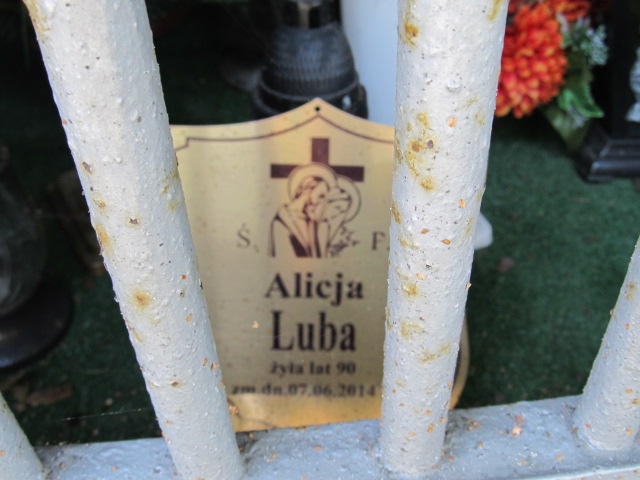 Ś. P.
Alicja
Luba
żyła lat 90
zm dn.07.06.2014